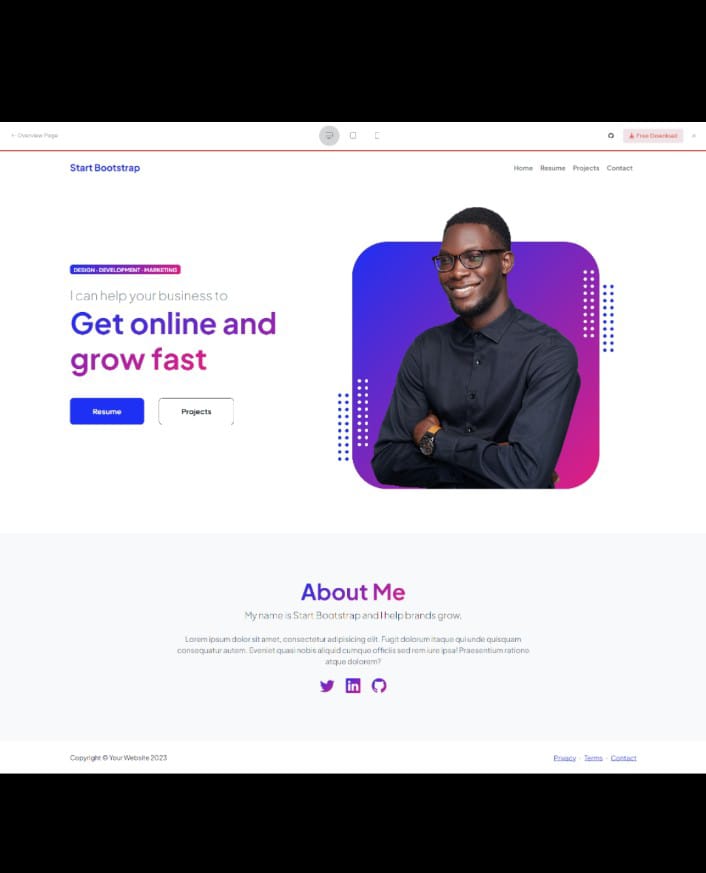 ← Overview Page
Free Download
×
Start Bootstrap
Home Resume Projects Contact
DESIGN · DEVELOPMENT · MARKETING
I can help your business to
Get online and
grow fast
Resume Projects
About Me
My name is Start Bootstrap and I help brands grow.
Lorem ipsum dolor sit amet, consectetur adipisicing elit. Fugit dolorum itaque qui unde quisquam
consequatur autem. Eveniet quasi nobis aliquid cumque officiis sed rem iure ipsa! Praesentium ratione
atque dolorem?
in
Copyright © Your Website 2023
Privacy · Terms · Contact